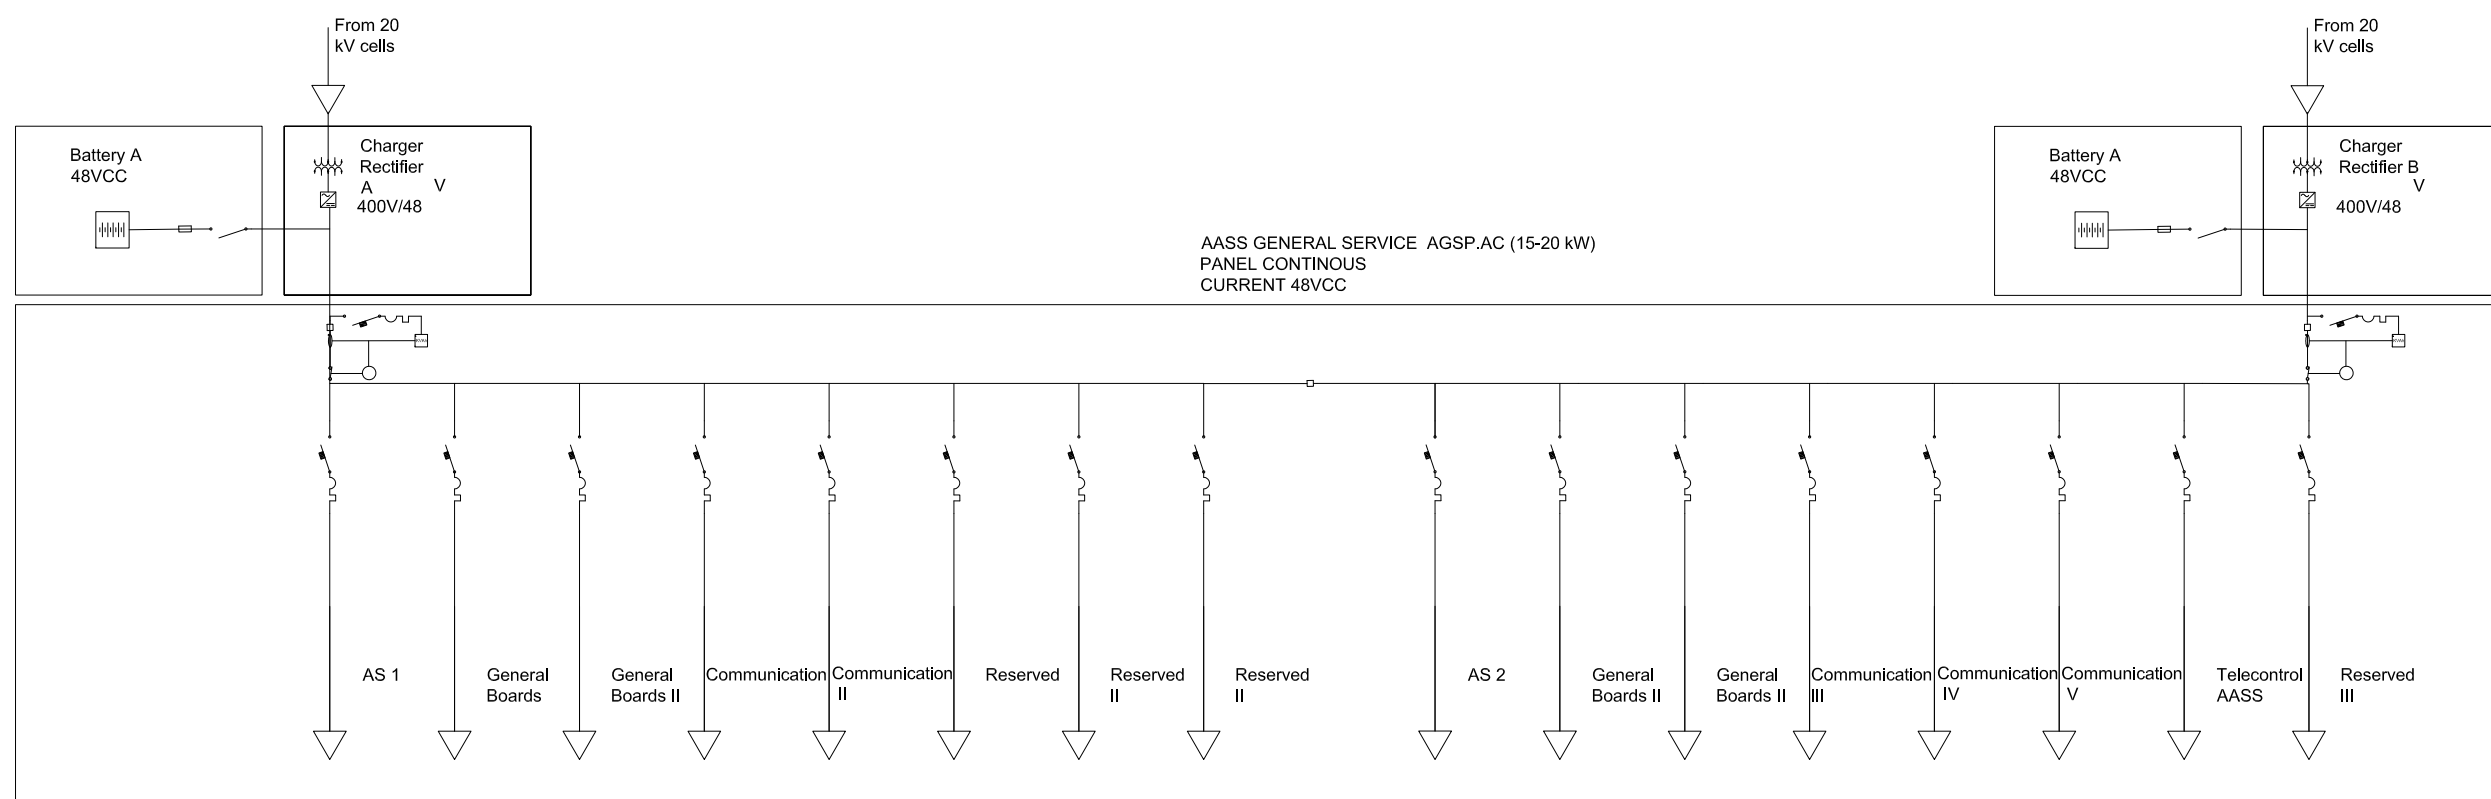 From 20
kV cells
From 20
kV cells
Battery A
48VCC
Charger
Rectifier
A V
400V/48
Battery A
48VCC
Charger
Rectifier B
V
400V/48
AASS GENERAL SERVICE AGSP.AC (15-20 kW)
PANEL CONTINOUS
CURRENT 48VCC
AS 1
General
Boards
General
Boards II
Communication
Communication
II
Reserved
Reserved
II
Reserved
II
AS 2
General
Boards II
General
Boards II
Communication
III
Communication
IV
Communication
V
Telecontrol
AASS
Reserved
III